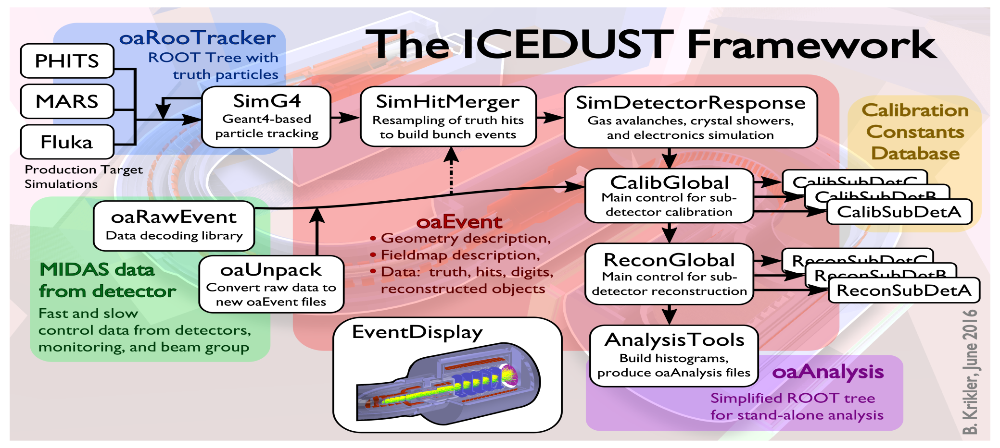 The ICEDUST Framework
oaRooTracker
ROOT Tree with
truth particles
PHITS
MARS
Fluka
Production Target
Simulations
SimG4
Geant4-based
particle tracking
SimHitMerger
Resampling of truth hits
to build bunch events
SimDetectorResponse
Gas avalanches, crystal showers,
and electronics simulation
Calibration
Constants
Database
CalibGlobal
Main control for sub-
detector calibration
CalibSubDetC
CalibSubDetB
CalibSubDetA
oaRawEvent
Data decoding library
oaUnpack
Convert raw data to
new oaEvent files
MIDAS data
from detector
Fast and slow
control data from detectors,
monitoring, and beam group
oaEvent
• Geometry description,
• Fieldmap description,
• Data: truth, hits, digits,
reconstructed objects
ReconGlobal
Main control for sub-
detector reconstruction
ReconSubDetC
ReconSubDetB
ReconSubDetA
EventDisplay
AnalysisTools
Build histograms,
produce oaAnalysis files
oaAnalysis
Simplified ROOT tree
for stand-alone analysis
B. Krikler, June 2016